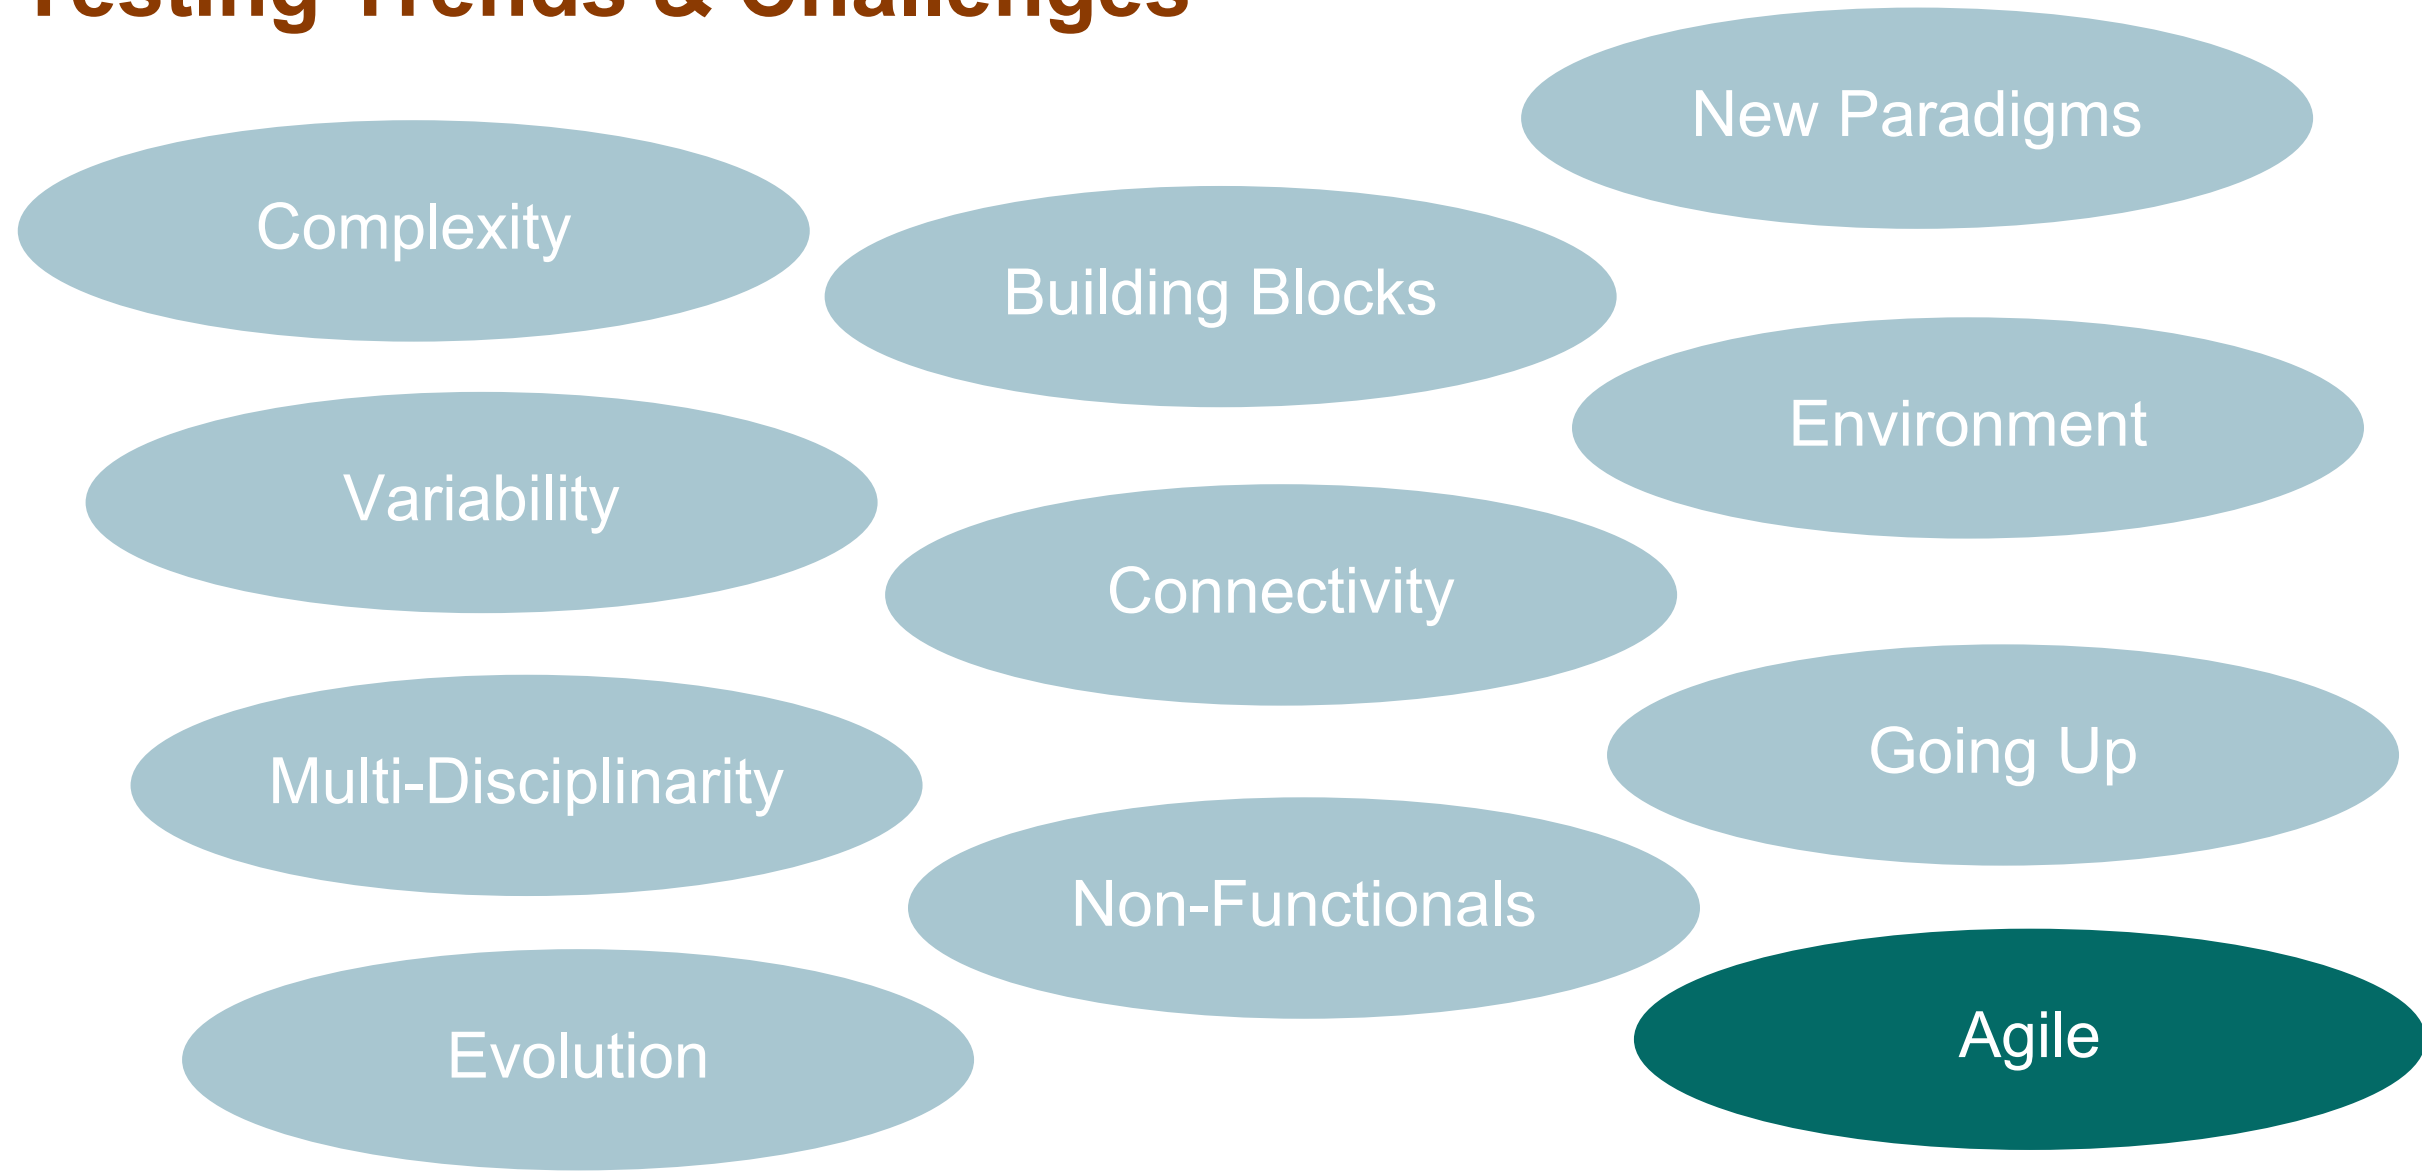 Testing Trends & Challenges
New Paradigms
Complexity
Building Blocks
Environment
Variability
Connectivity
Going Up
Multi-Disciplinarity
Non-Functionals
Agile
Evolution